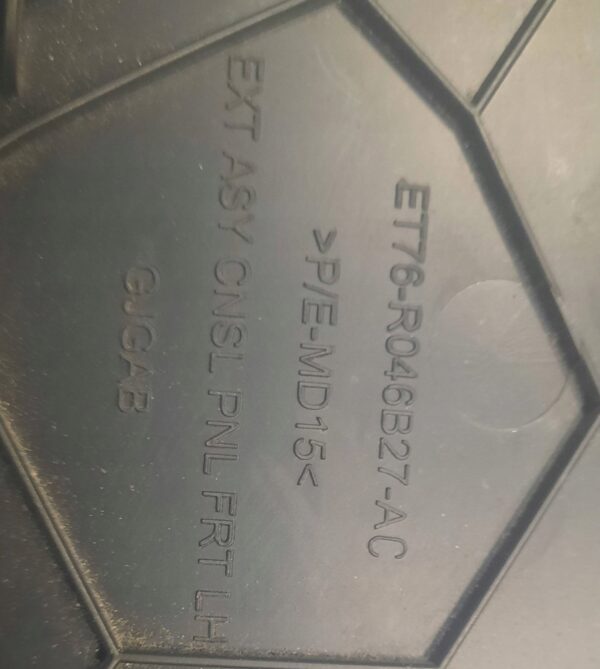 ET76-R046B27-AC
>P/E-MD15<
EXT ASY CNSL PNL FRT LH
GJGAB